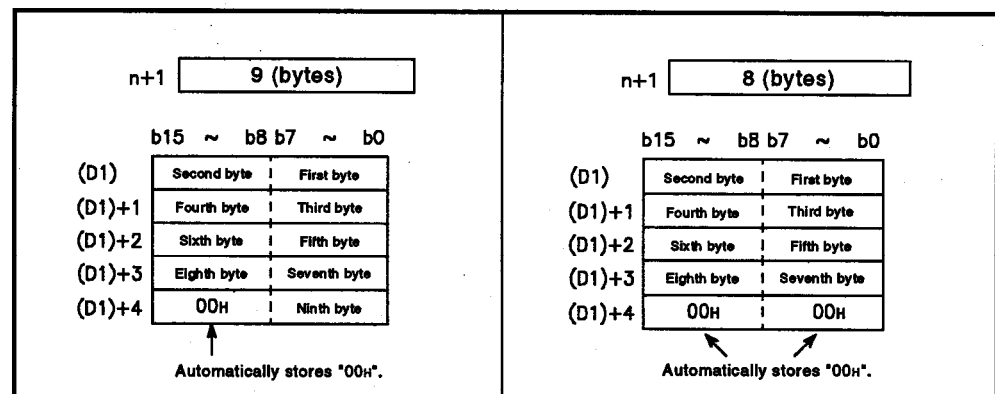 n+1 9 (bytes)
b15 ~ b8 b7 ~ b0
(D1) Second byte First byte
(D1)+1 Fourth byte Third byte
(D1)+2 Sixth byte Fifth byte
(D1)+3 Eighth byte Seventh byte
(D1)+4 00H Ninth byte
Automatically stores "00H".
n+1 8 (bytes)
b15 ~ b8 b7 ~ b0
(D1) Second byte First byte
(D1)+1 Fourth byte Third byte
(D1)+2 Sixth byte Fifth byte
(D1)+3 Eighth byte Seventh byte
(D1)+4 00H 00H
Automatically stores "00H".